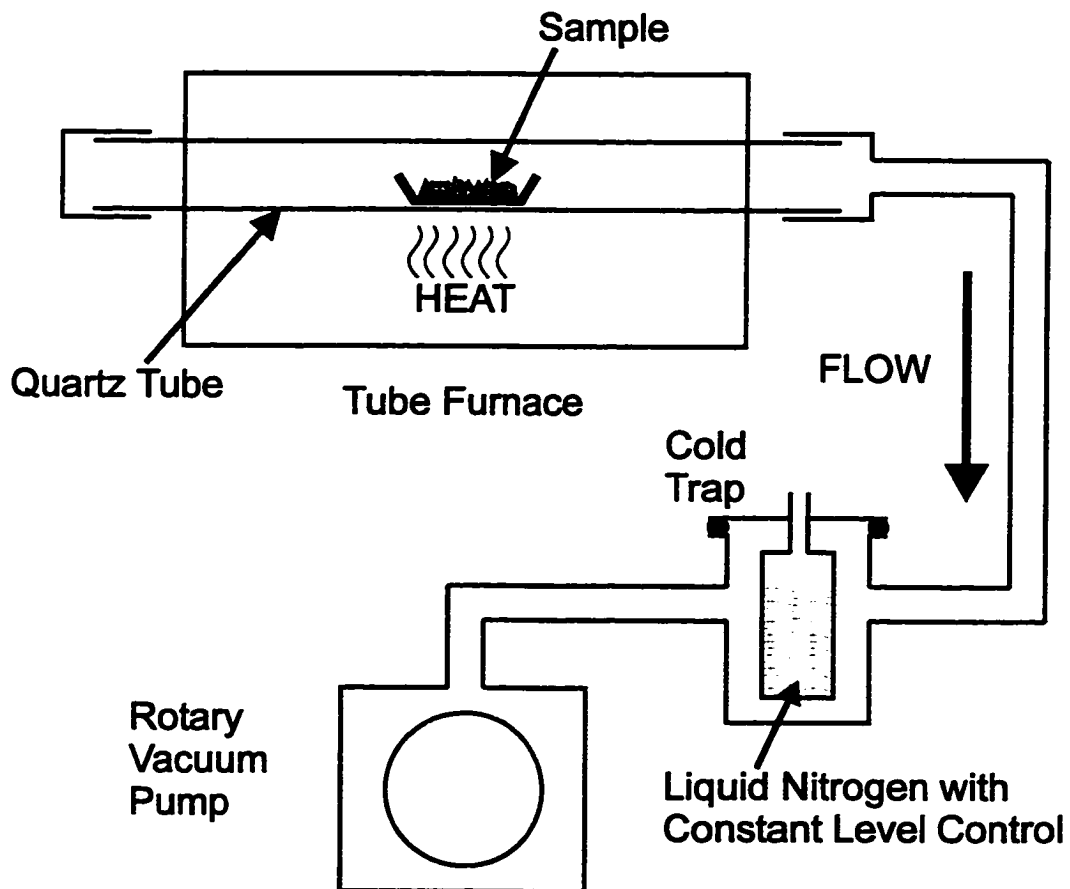 Sample
HEAT
Quartz Tube
Tube Furnace
FLOW
Cold
Trap
Rotary
Vacuum
Pump
Liquid Nitrogen with
Constant Level Control